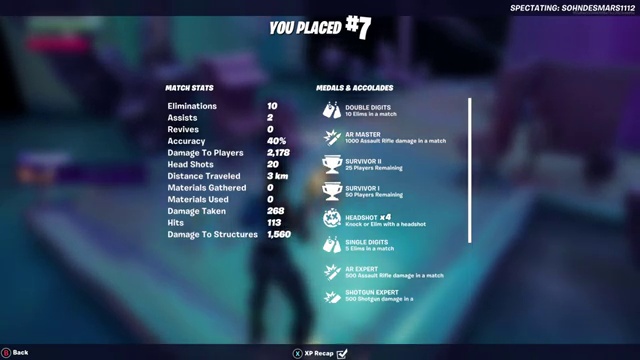 SPECTATING: SOHNDESMARS1112
YOU PLACED #7
MATCH STATS
Eliminations 10
Assists 2
Revives 0
Accuracy 40%
Damage To Players 2,178
Head Shots 20
Distance Traveled 3 km
Materials Gathered 0
Materials Used 0
Damage Taken 268
Hits 113
Damage To Structures 1,560
MEDALS & ACCOLADES
DOUBLE DIGITS
10 Elims in a match
AR MASTER
1000 Assault Rifle damage in a match
SURVIVOR II
25 Players Remaining
SURVIVOR I
50 Players Remaining
HEADSHOT x4
Knock or Elim with a headshot
SINGLE DIGITS
5 Elims in a match
AR EXPERT
500 Assault Rifle damage in a match
SHOTGUN EXPERT
500 Shotgun damage in a
B Back
X XP Recap